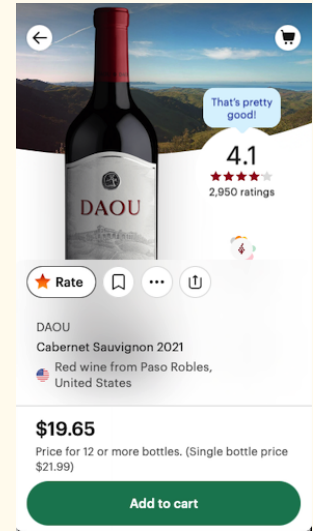 That's pretty
good!
4.1
2,950 ratings
DAOU
Rate
DAOU
Cabernet Sauvignon 2021
Red wine from Paso Robles,
United States
$19.65
Price for 12 or more bottles. (Single bottle price
$21.99)
Add to cart